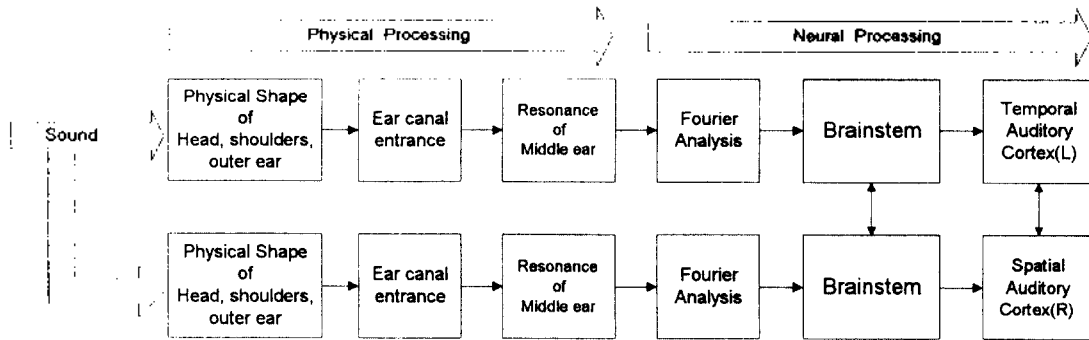 Physical Processing
Neural Processing
Sound
Physical Shape
of
Head, shoulders,
outer ear
Ear canal
entrance
Resonance
of
Middle ear
Fourier
Analysis
Brainstem
Temporal
Auditory
Cortex(L)
Physical Shape
of
Head, shoulders,
outer ear
Ear canal
entrance
Resonance
of
Middle ear
Fourier
Analysis
Brainstem
Spatial
Auditory
Cortex(R)